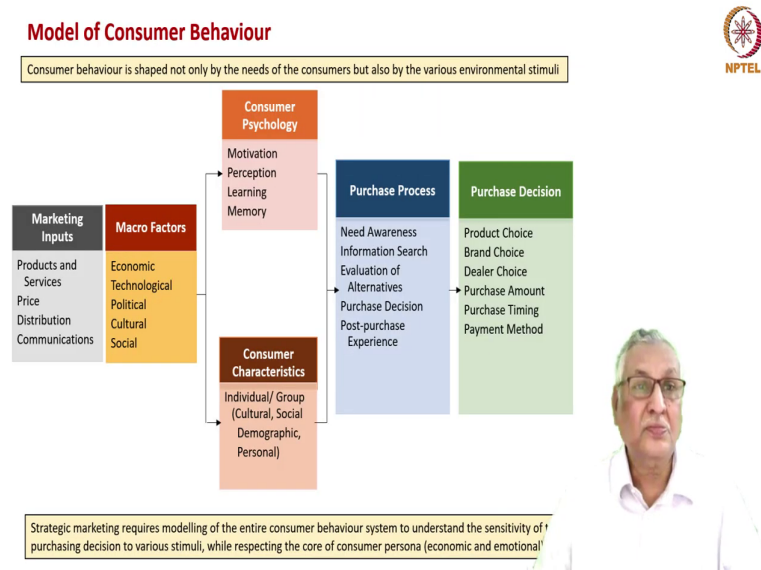 Model of Consumer Behaviour
NPTEL
Consumer behaviour is shaped not only by the needs of the consumers but also by the various environmental stimuli
Consumer
Psychology
Motivation
Perception
Learning
Memory
Marketing
Inputs
Products and
Services
Price
Distribution
Communications
Macro Factors
Economic
Technological
Political
Cultural
Social
Consumer
Characteristics
Individual/ Group
(Cultural, Social
Demographic,
Personal)
Purchase Process
Need Awareness
Information Search
Evaluation of
Alternatives
Purchase Decision
Post-purchase
Experience
Purchase Decision
Product Choice
Brand Choice
Dealer Choice
Purchase Amount
Purchase Timing
Payment Method
Strategic marketing requires modelling of the entire consumer behaviour system to understand the sensitivity of
purchasing decision to various stimuli, while respecting the core of consumer persona (economic and emotional)